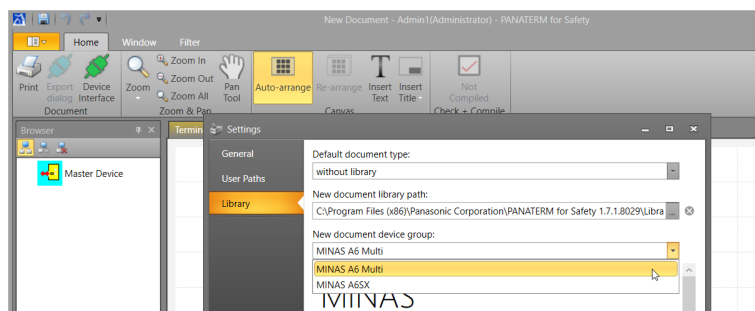 New Document - Admin1(Administrator) - PANATERM for Safety
Home Window Filter
Print
Export dialog
Device Interface
Zoom
Zoom In
Zoom Out
Zoom All
Pan Tool
Auto-arrange
Re-arrange
Insert Text
Insert Title
Not Compiled
Document
Zoom & Pan
Canvas
Check + Compile
Browser
Master Device
Termin
Settings
General
User Paths
Library
Default document type:
without library
New document library path:
C:\Program Files (x86)\Panasonic Corporation\PANATERM for Safety 1.7.1.8029\Libra ...
New document device group:
MINAS A6 Multi
MINAS A6 Multi
MINAS A6SX
MINAS